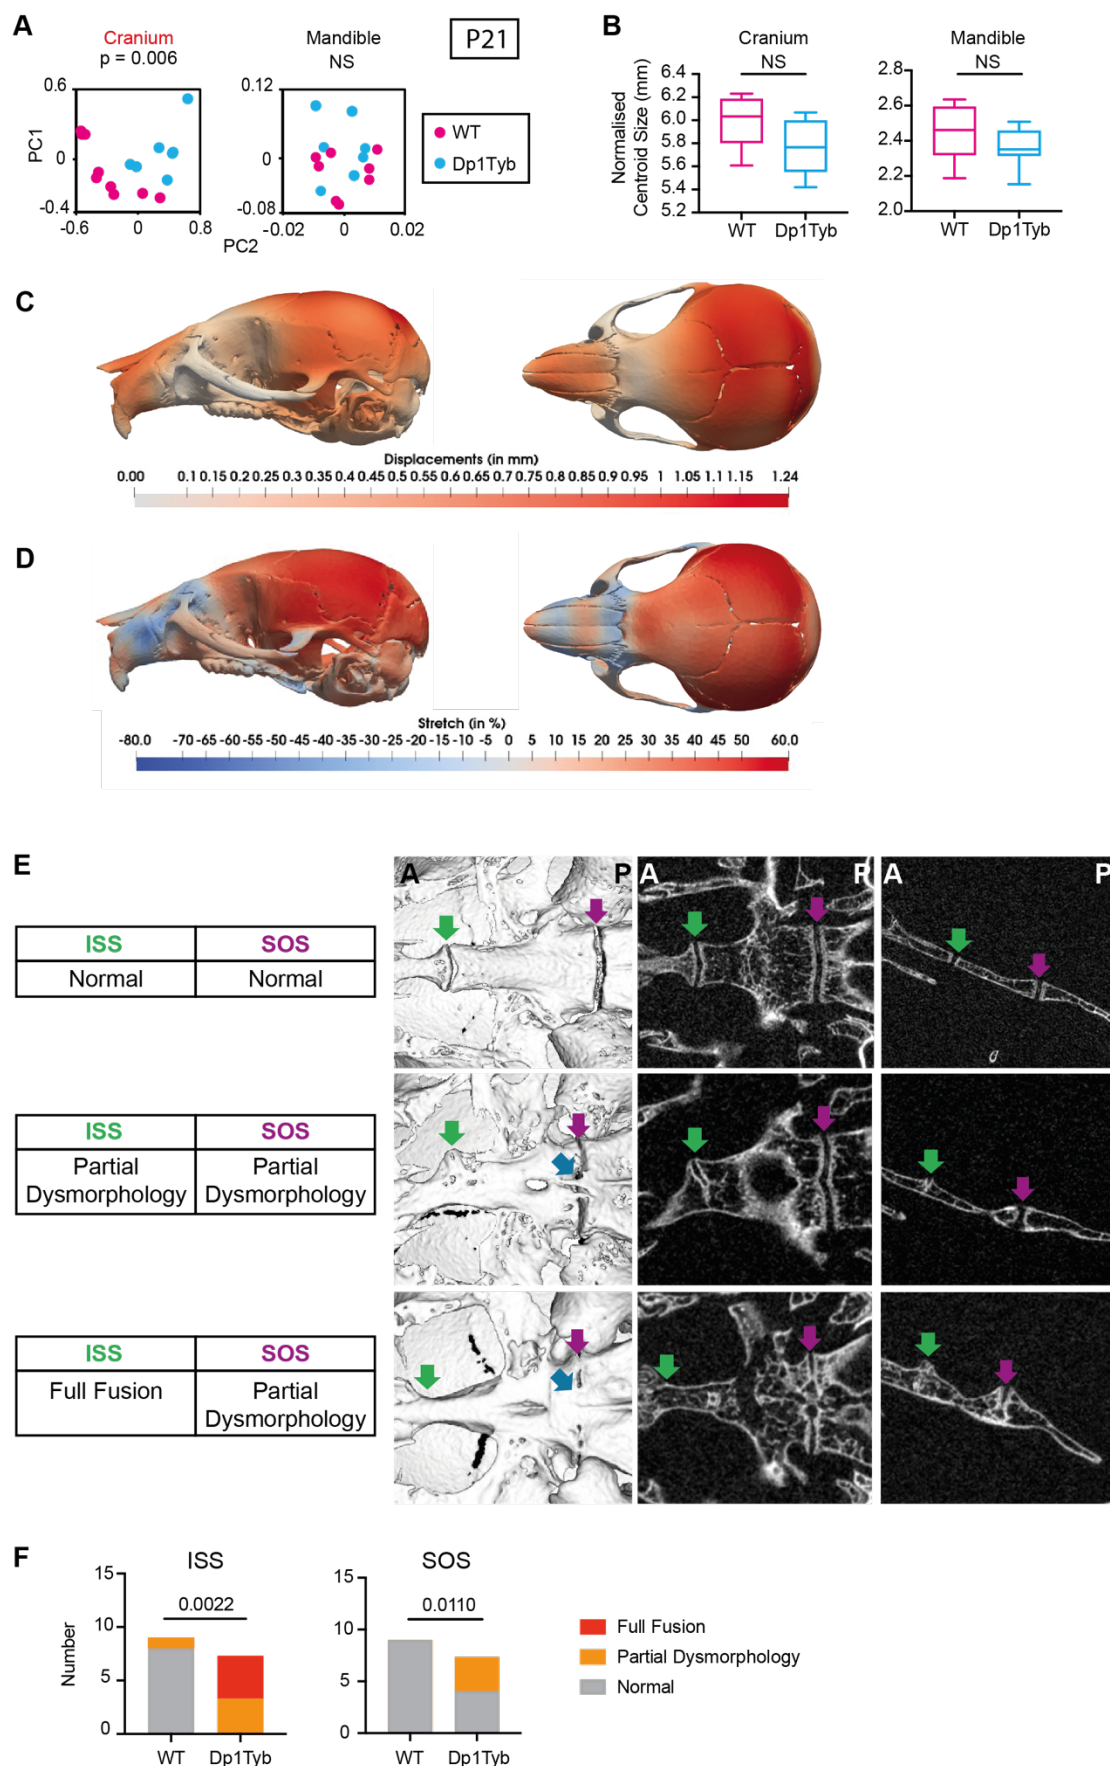 A
Cranium
p = 0.006
Mandible
NS
P21
0.6
0
-0.4
PC1
-0.6 0 0.8
PC2
0.12
0
-0.08
-0.02 0 0.02
WT
Dp1Tyb
B
Cranium
NS
Normalised
Centroid Size (mm)
6.4
6.2
6.0
5.8
5.6
5.4
5.2
WT Dp1Tyb
Mandible
NS
2.8
2.6
2.4
2.2
2.0
WT Dp1Tyb
C
Displacements (in mm)
0.00 0.1 0.15 0.2 0.25 0.3 0.35 0.4 0.45 0.5 0.55 0.6 0.65 0.7 0.75 0.8 0.85 0.9 0.95 1 1.05 1.1 1.15 1.24
D
Stretch (in %)
-80.0 -70 -65 -60 -55 -50 -45 -40 -35 -30 -25 -20 -15 -10 -5 0 5 10 15 20 25 30 35 40 45 50 60.0
E
A P A P A P
ISS SOS
Normal Normal
ISS SOS
Partial Dysmorphology Partial Dysmorphology
ISS SOS
Full Fusion Partial Dysmorphology
F
ISS
0.0022
Number
15
10
5
0
WT Dp1Tyb
SOS
0.0110
15
10
5
0
WT Dp1Tyb
Full Fusion
Partial Dysmorphology
Normal